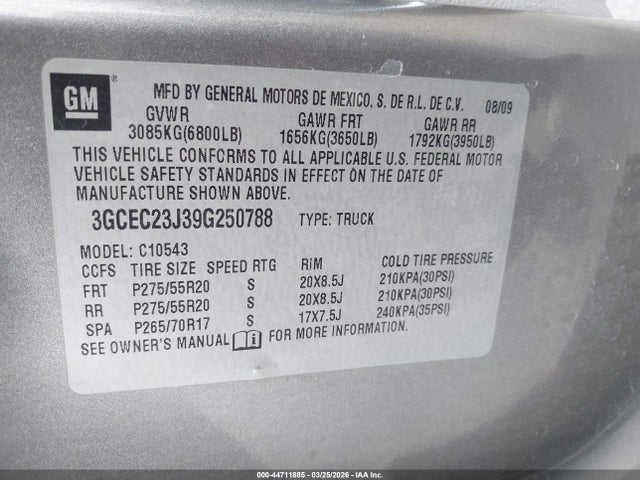 GM ®
MFD BY GENERAL MOTORS DE MEXICO, S. DE R.L. DE C.V. 08/09
GVWR GAWR FRT GAWR RR
3085KG(6800LB) 1656KG(3650LB) 1792KG(3950LB)
THIS VEHICLE CONFORMS TO ALL APPLICABLE U.S. FEDERAL MOTOR
VEHICLE SAFETY STANDARDS IN EFFECT ON THE DATE OF
MANUFACTURE SHOWN ABOVE.
3GCEC23J39G250788 TYPE: TRUCK
MODEL: C10543
CCFS TIRE SIZE SPEED RTG RIM COLD TIRE PRESSURE
FRT P275/55R20 S 20X8.5J 210KPA(30PSI)
RR P275/55R20 S 20X8.5J 210KPA(30PSI)
SPA P265/70R17 S 17X7.5J 240KPA(35PSI)
SEE OWNER'S MANUAL i FOR MORE INFORMATION.
000-44711885 - 03/25/2026 - IAA Inc.